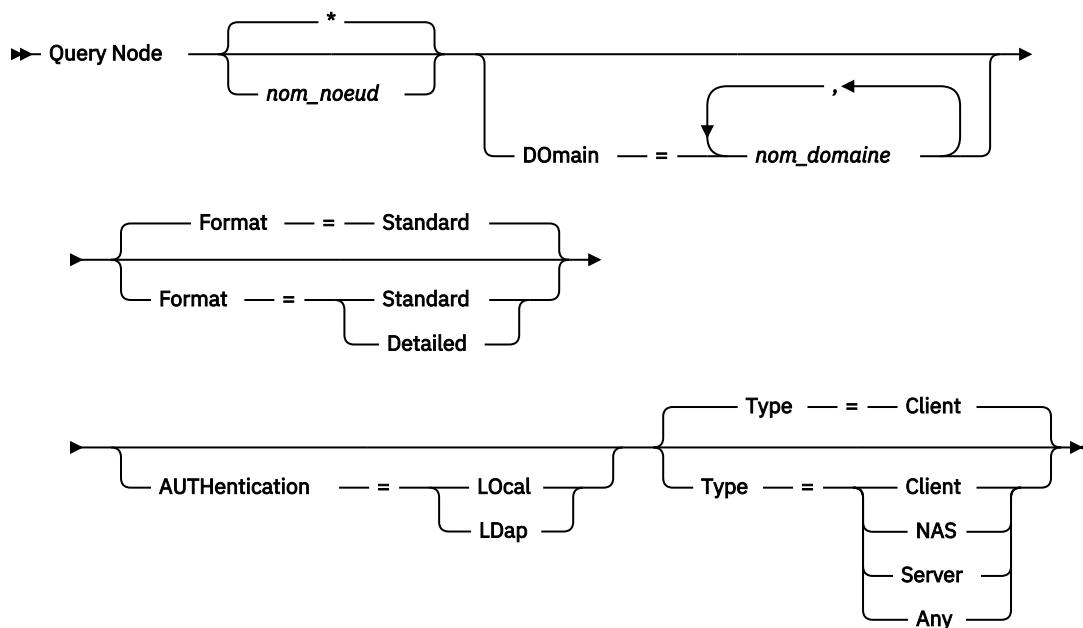 *
Query Node
nom_noeud
,
DOmain = nom_domaine
Format = Standard
Format = Standard
Detailed
Type = Client
AUTHentication = LOcal
LDap
Type = Client
NAS
Server
Any